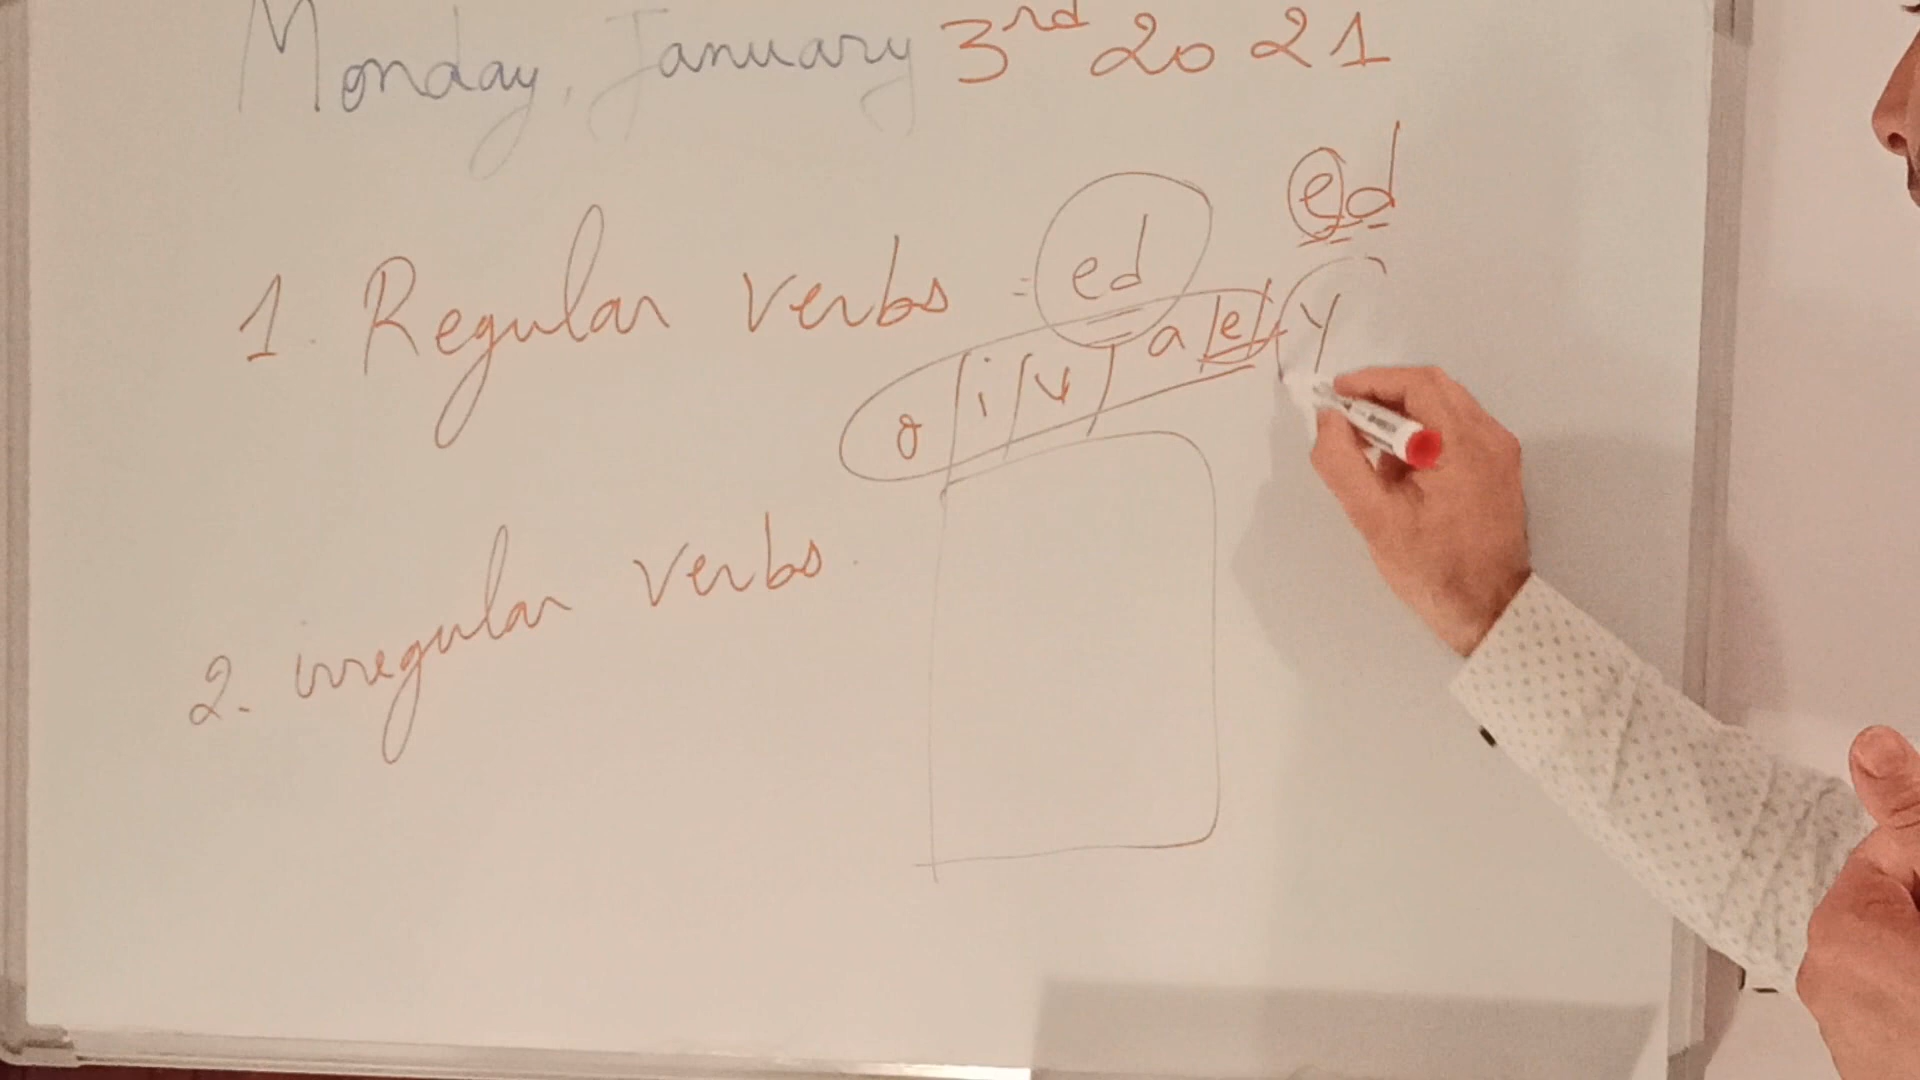 Monday, January 3rd 2021
ed
1. Regular verbs = ed
o i u a e y
2. irregular verbs.